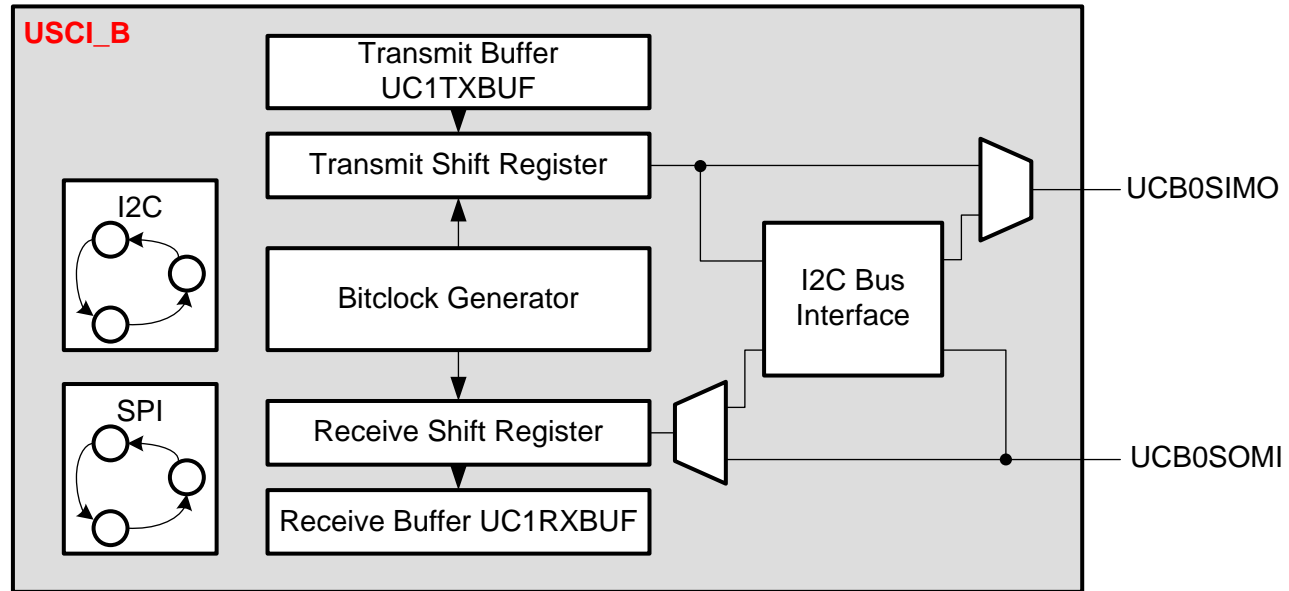 USCI_B
Transmit Buffer
UC1TXBUF
Transmit Shift Register
UCB0SIMO
I2C
Bitclock Generator
I2C Bus
Interface
SPI
Receive Shift Register
UCB0SOMI
Receive Buffer UC1RXBUF